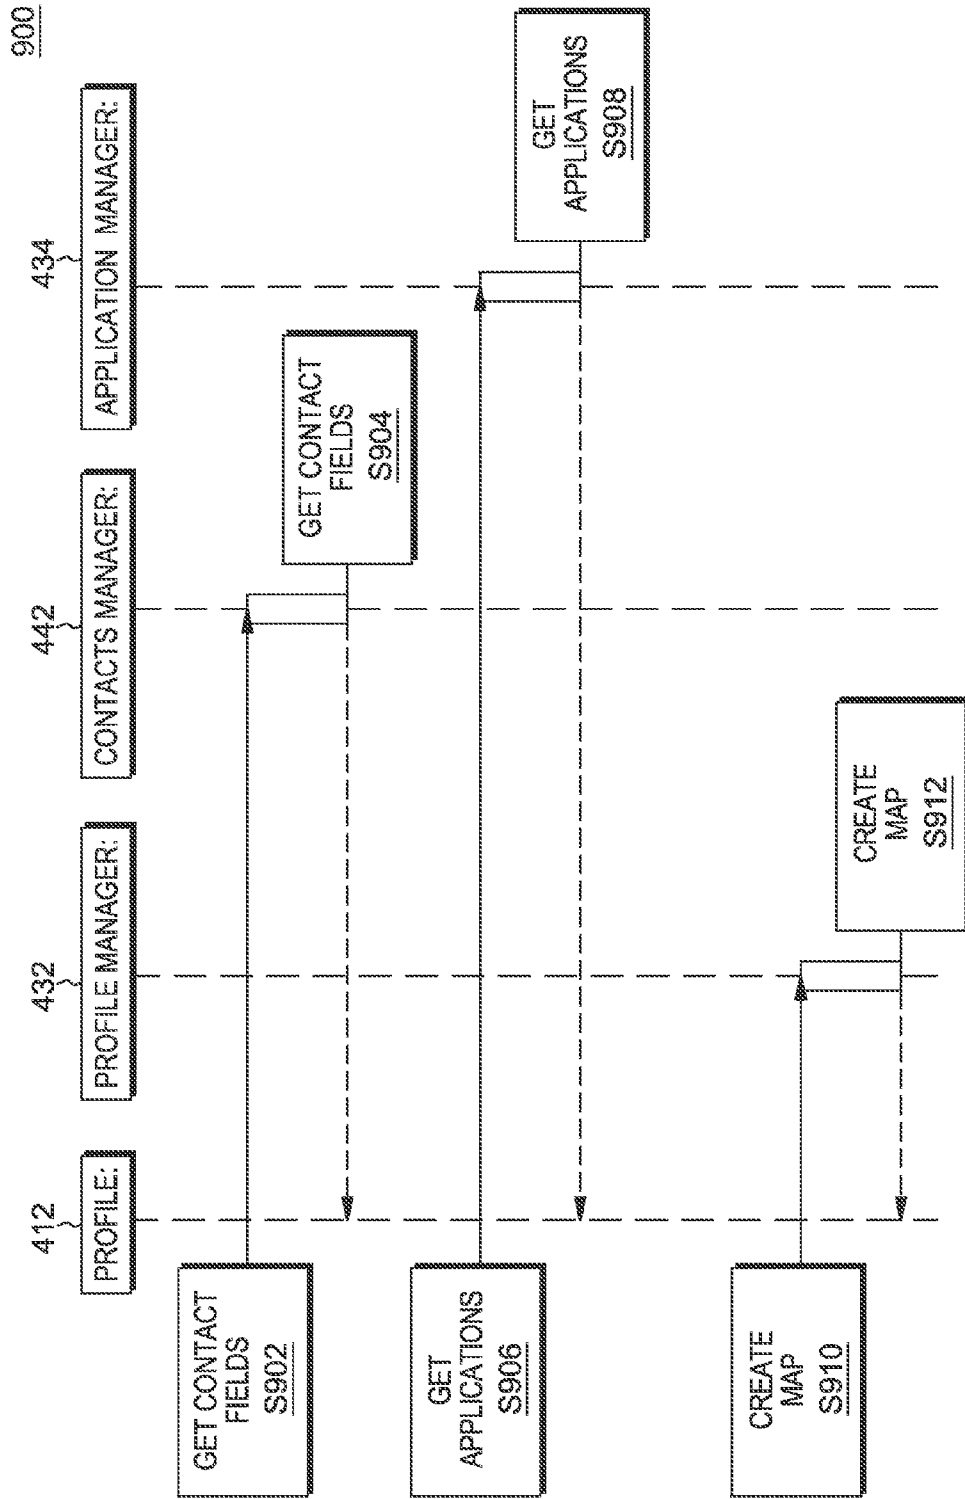 900
412
432
442
434
PROFILE:
PROFILE MANAGER:
CONTACTS MANAGER:
APPLICATION MANAGER:
GET CONTACT
FIELDS
S902
GET CONTACT
FIELDS
S904
GET
APPLICATIONS
S906
GET
APPLICATIONS
S908
CREATE
MAP
S910
CREATE
MAP
S912